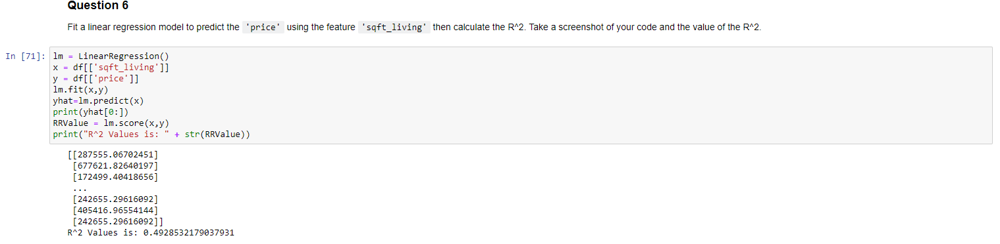 Question 6
Fit a linear regression model to predict the 'price' using the feature 'sqft_living' then calculate the R^2. Take a screenshot of your code and the value of the R^2.
In [71]: lm = LinearRegression()
x = df[['sqft_living']]
y = df[['price']]
lm.fit(x,y)
yhat=lm.predict(x)
print(yhat[0:])
RRValue = lm.score(x,y)
print("R^2 Values is: " + str(RRValue))
[[287555.06702451]
[677621.82640197]
[172499.40418656]
...
[242655.29616092]
[405416.96554144]
[242655.29616092]]
R^2 Values is: 0.4928532179037931